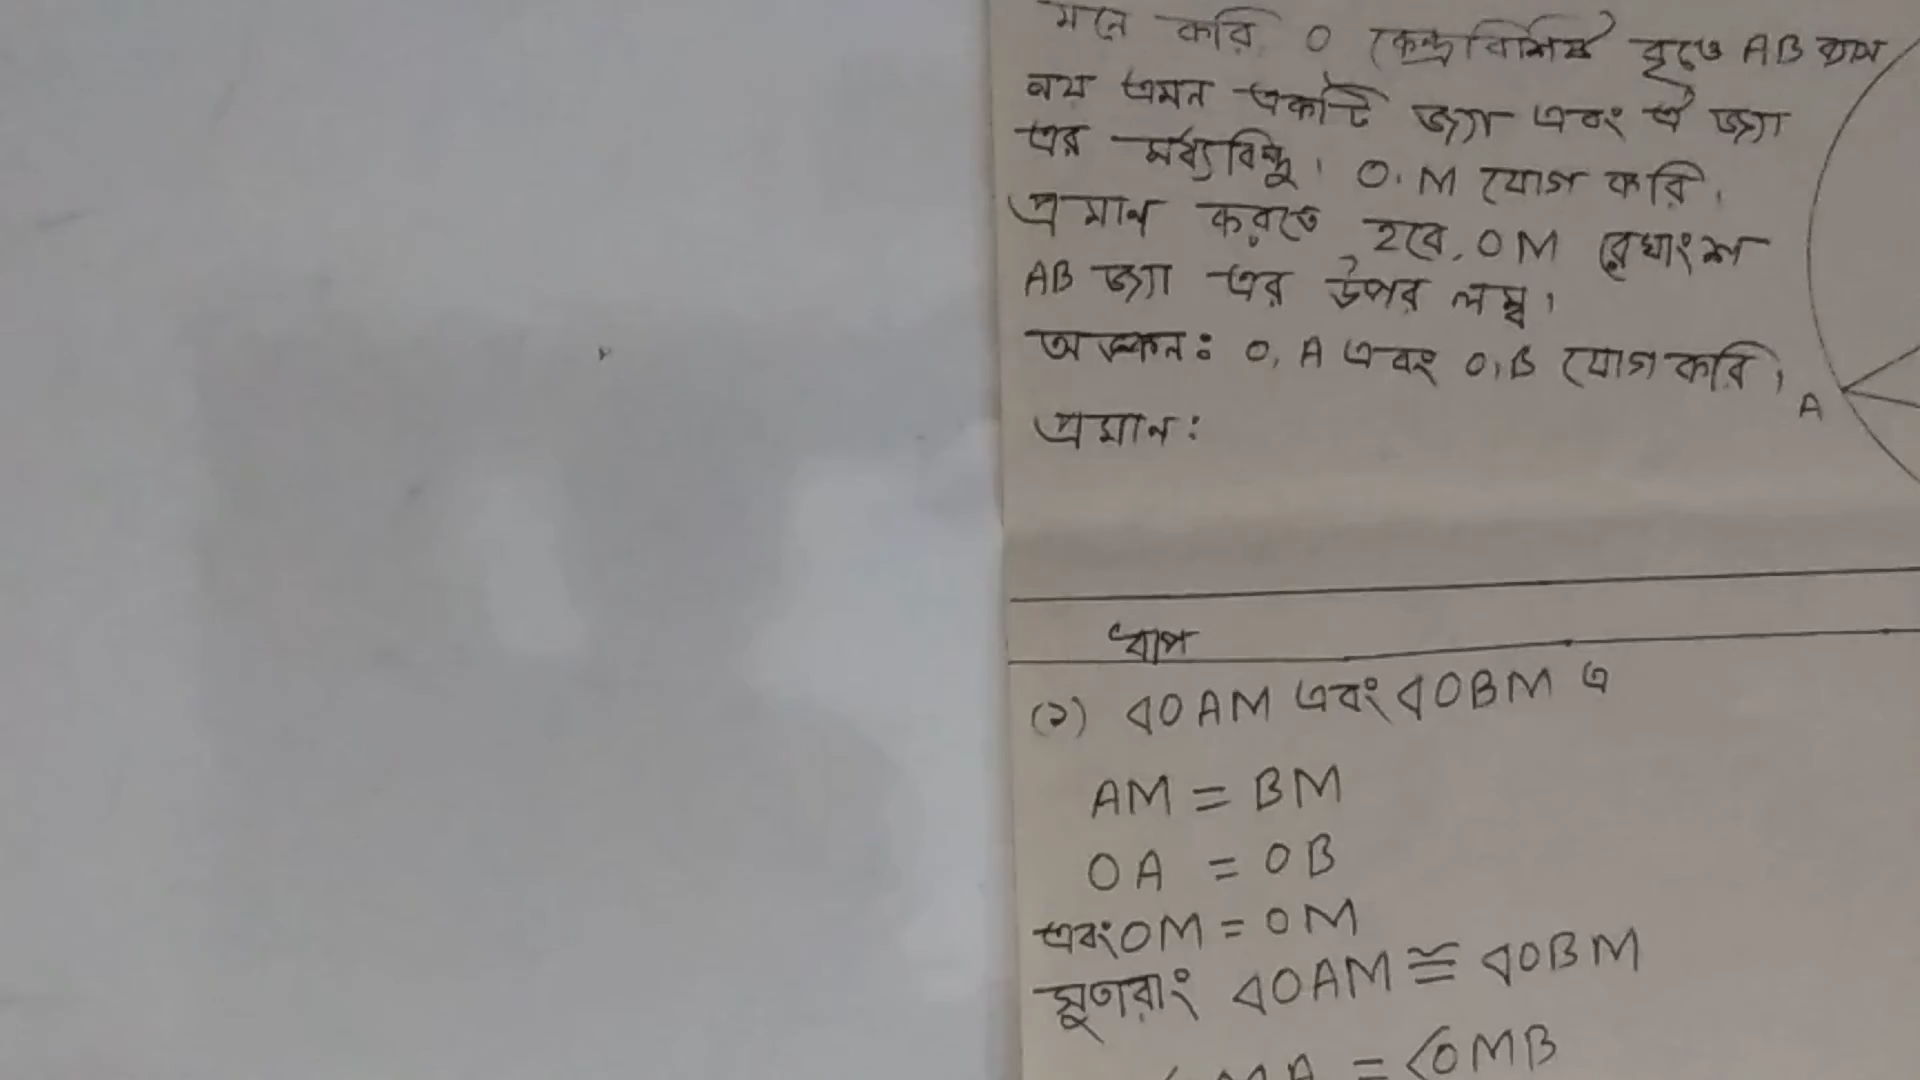 মনে করি, O কেন্দ্রবিশিষ্ট বৃত্তে AB ব্যাস
নয় এমন একটি জ্যা এবং ঐ জ্যা
এর মধ্যবিন্দু। O, M যোগ করি।
প্রমান করতে হবে, OM রেখাংশ
AB জ্যা এর উপর লম্ব।
অঙ্কন: O, A এবং O, B যোগ করি।
A
প্রমান:
ধাপ
(১) ◁OAM এবং ◁OBM এ
AM = BM
OA = OB
এবং OM = OM
সুতরাং ◁OAM ≅ ◁OBM
MA = <OMB